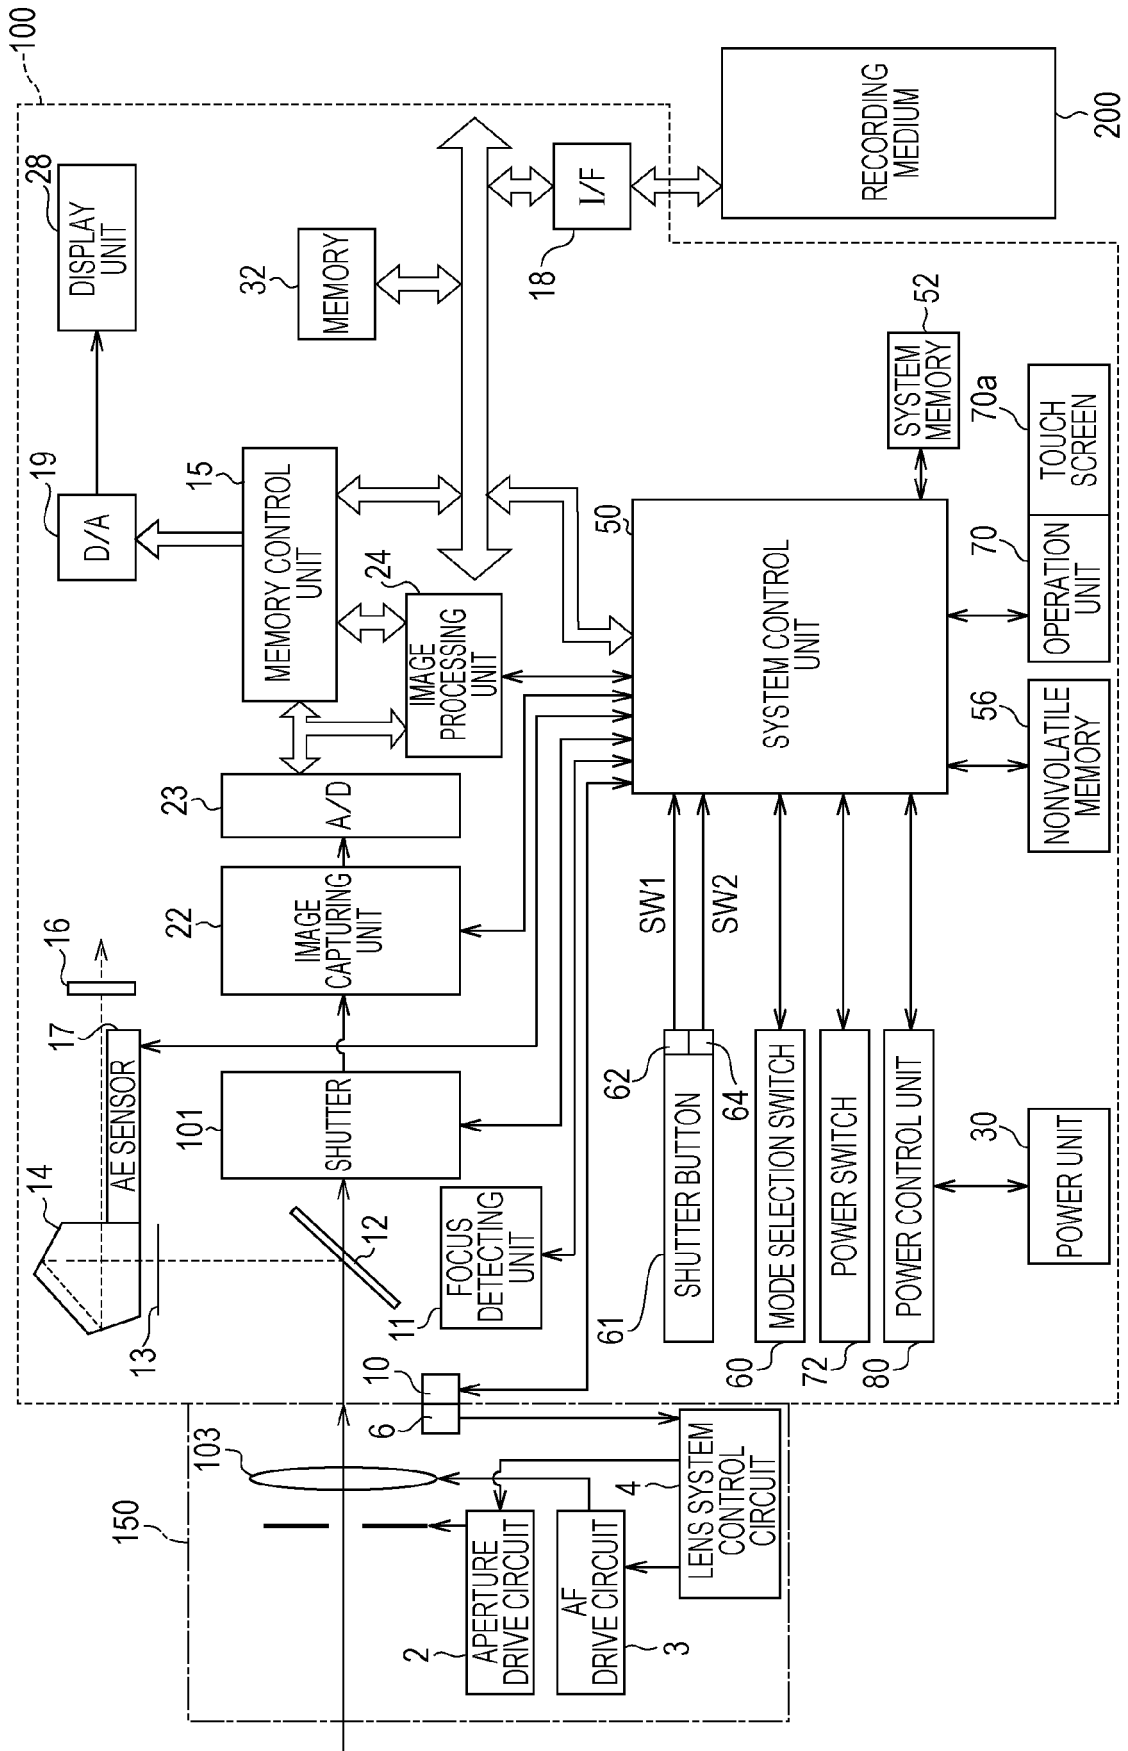 150
103
2
APERTURE
DRIVE CIRCUIT
3
AF
DRIVE CIRCUIT
4
LENS SYSTEM
CONTROL
CIRCUIT
6
10
100
13
14
AE SENSOR
17
16
12
11
FOCUS
DETECTING
UNIT
101
SHUTTER
22
IMAGE
CAPTURING
UNIT
23
A/D
15
MEMORY CONTROL
UNIT
24
IMAGE
PROCESSING
UNIT
19
D/A
28
DISPLAY
UNIT
32
MEMORY
18
I/F
RECORDING
MEDIUM
200
61
SHUTTER BUTTON
62
64
SW1
SW2
60
MODE SELECTION SWITCH
72
POWER SWITCH
80
POWER CONTROL UNIT
30
POWER UNIT
50
SYSTEM CONTROL
UNIT
52
SYSTEM
MEMORY
56
NONVOLATILE
MEMORY
70
OPERATION
UNIT
70a
TOUCH
SCREEN